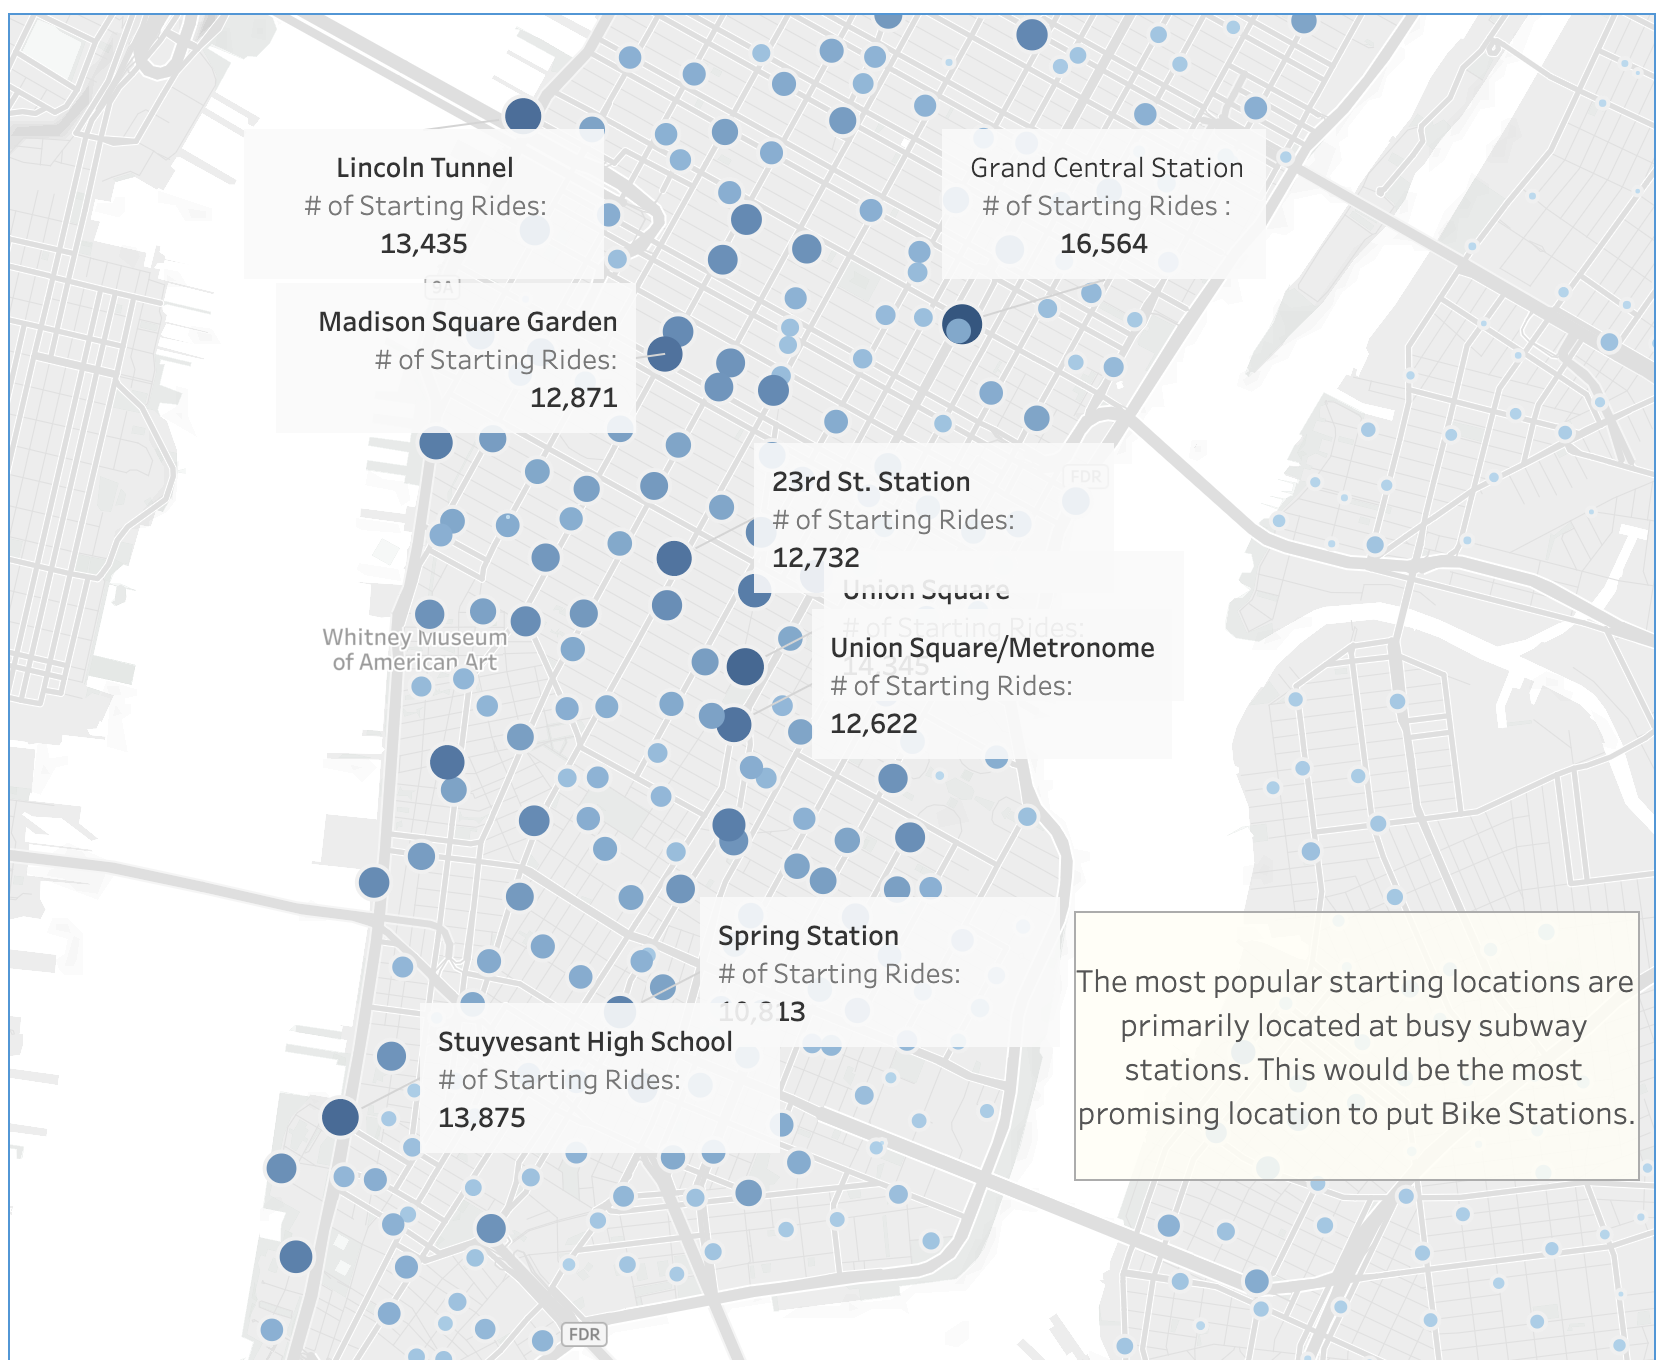 Lincoln Tunnel
# of Starting Rides:
13,435
Grand Central Station
# of Starting Rides :
16,564
9A
Madison Square Garden
# of Starting Rides:
12,871
23rd St. Station
# of Starting Rides:
12,732
FDR
Union Square
# of Starting Rides:
14,345
Union Square/Metronome
# of Starting Rides:
12,622
Whitney Museum
of American Art
Spring Station
# of Starting Rides:
10,813
Stuyvesant High School
# of Starting Rides:
13,875
The most popular starting locations are
primarily located at busy subway
stations. This would be the most
promising location to put Bike Stations.
FDR